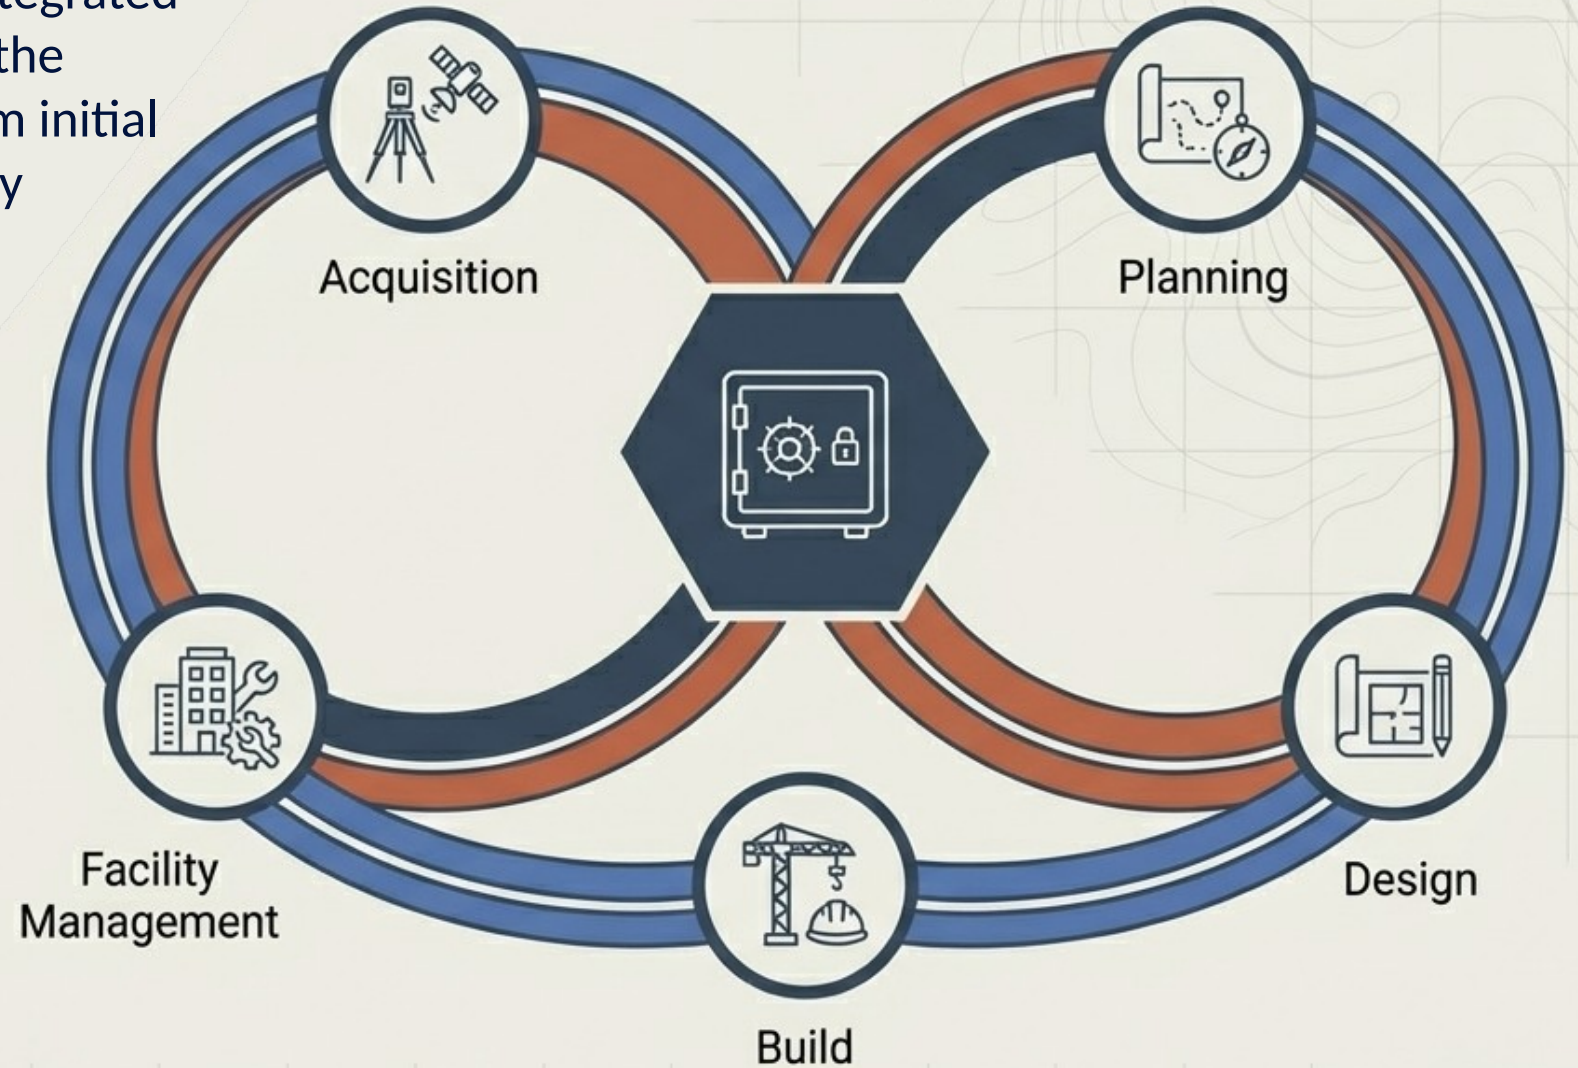 the
initial
Acquisition
Planning
Facility
Management
Design
Build